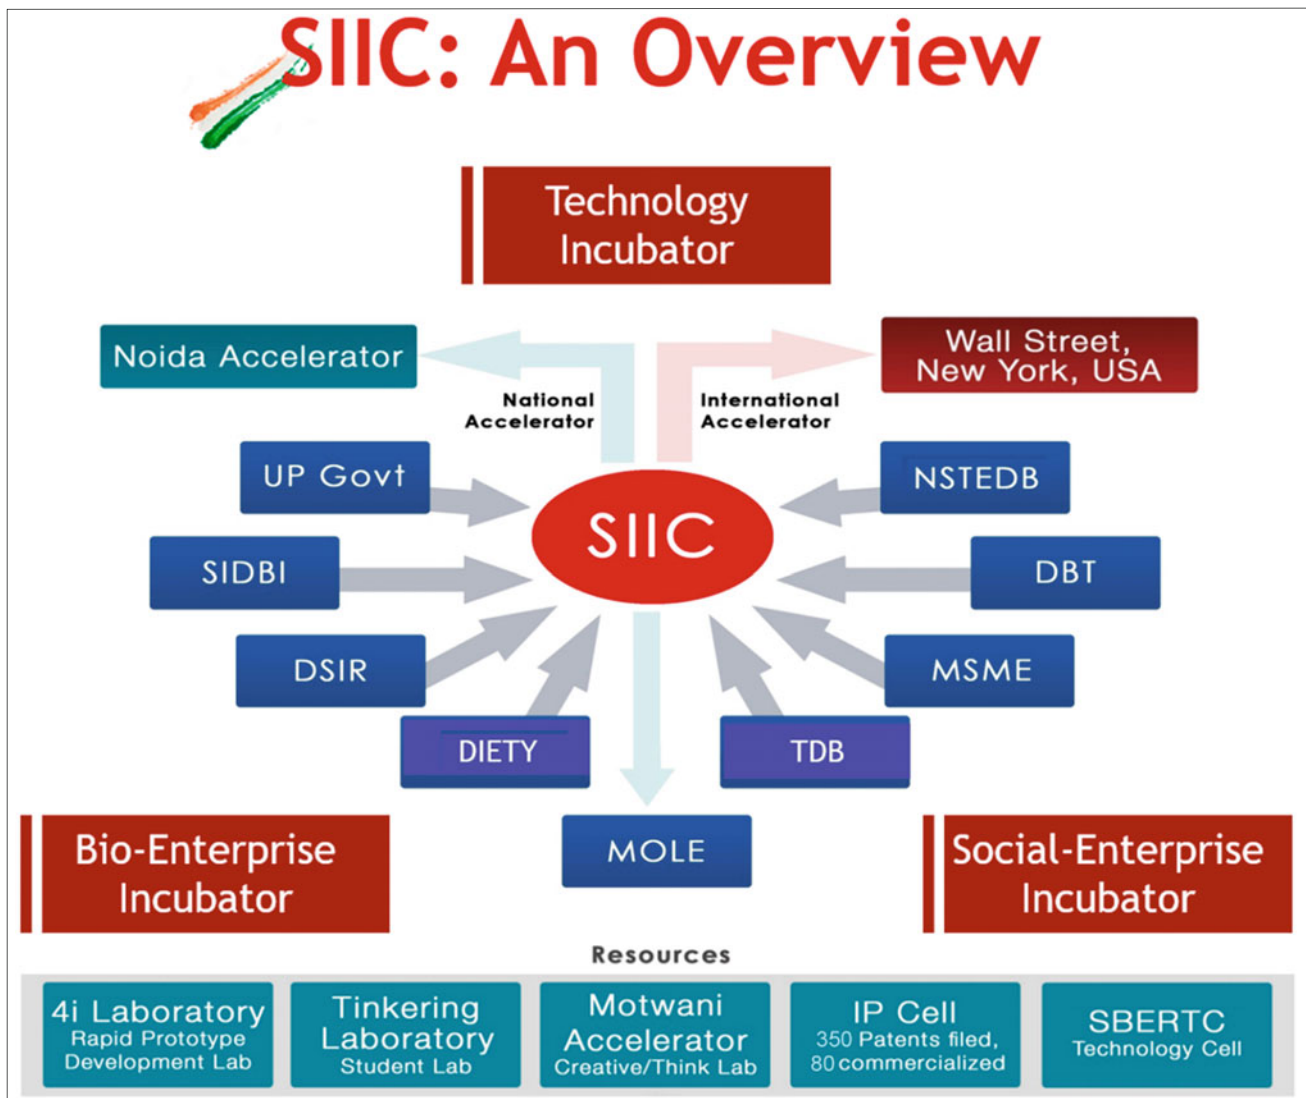 SIIC: An Overview
Technology
Incubator
Noida Accelerator
Wall Street,
New York, USA
National
Accelerator
International
Accelerator
UP Govt
NSTEDB
SIIC
SIDBI
DBT
DSIR
MSME
DIETY
TDB
MOLE
Bio-Enterprise
Incubator
Social-Enterprise
Incubator
Resources
4i Laboratory
Rapid Prototype
Development Lab
Tinkering
Laboratory
Student Lab
Motwani
Accelerator
Creative/Think Lab
IP Cell
350 Patents filed,
80 commercialized
SBERTC
Technology Cell